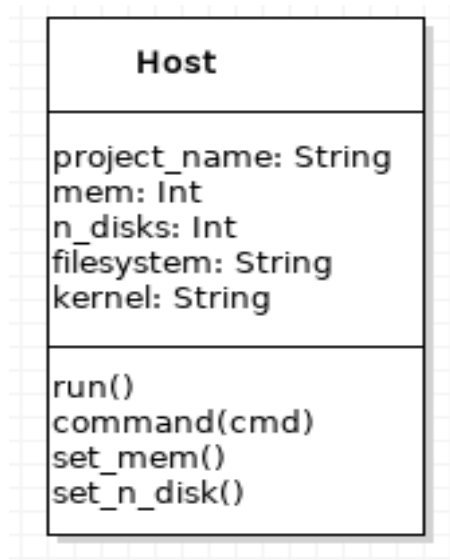 Host
project_name: String
mem: Int
n_disks: Int
filesystem: String
kernel: String
run()
command(cmd)
set_mem()
set_n_disk()